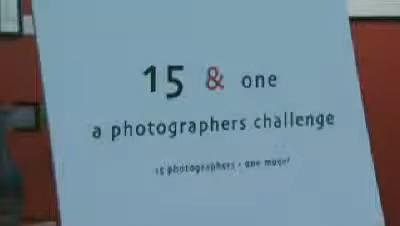 15 & one
a photographers challenge
15 photographers - one model